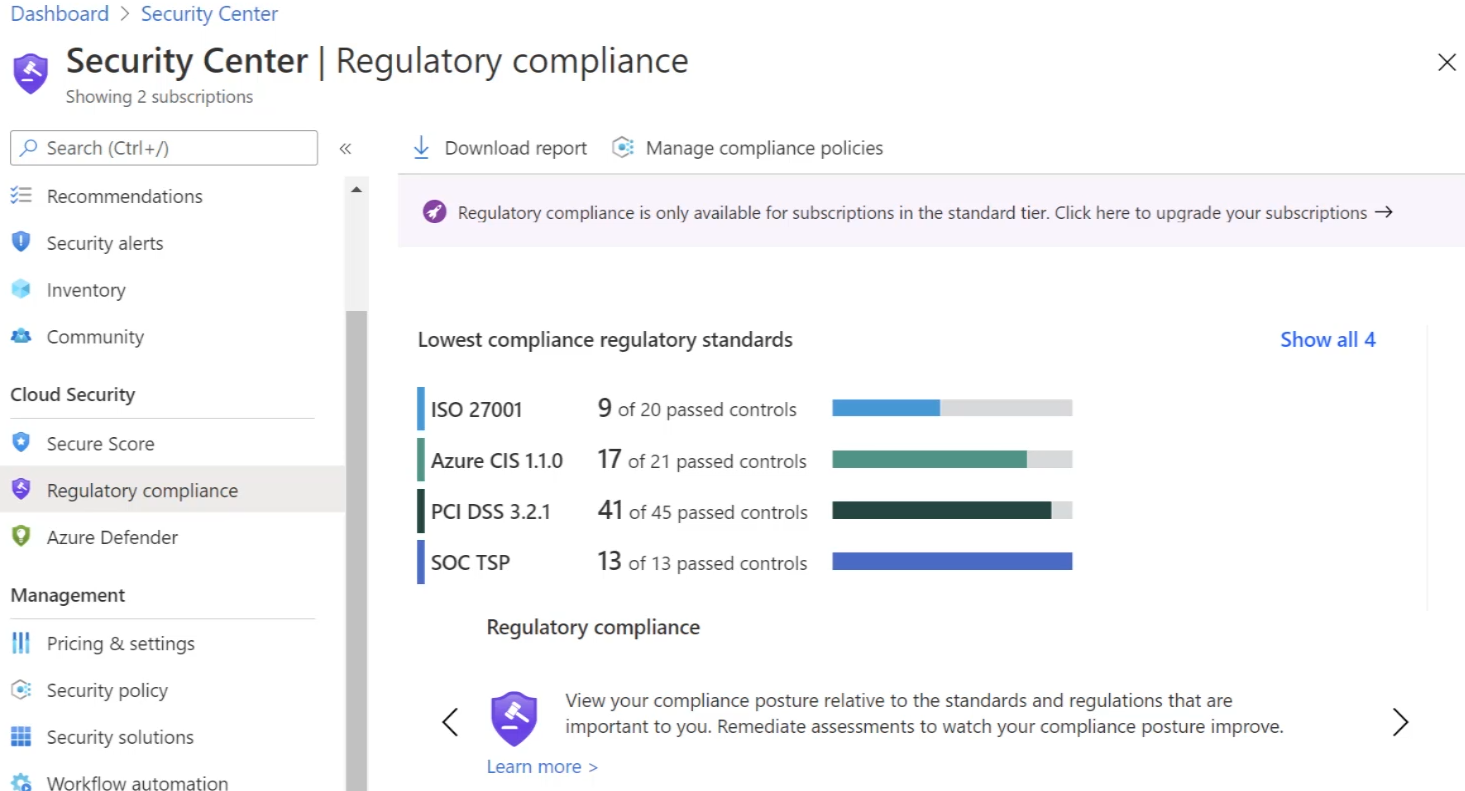 Dashboard > Security Center
Security Center | Regulatory compliance
Showing 2 subscriptions
Search (Ctrl+/)
«
Recommendations
Security alerts
Inventory
Community
Cloud Security
Secure Score
Regulatory compliance
Azure Defender
Management
Pricing & settings
Security policy
Security solutions
Workflow automation
Download report
Manage compliance policies
Regulatory compliance is only available for subscriptions in the standard tier. Click here to upgrade your subscriptions →
Lowest compliance regulatory standards
Show all 4
ISO 27001 9 of 20 passed controls
Azure CIS 1.1.0 17 of 21 passed controls
PCI DSS 3.2.1 41 of 45 passed controls
SOC TSP 13 of 13 passed controls
Regulatory compliance
View your compliance posture relative to the standards and regulations that are
important to you. Remediate assessments to watch your compliance posture improve.
Learn more >